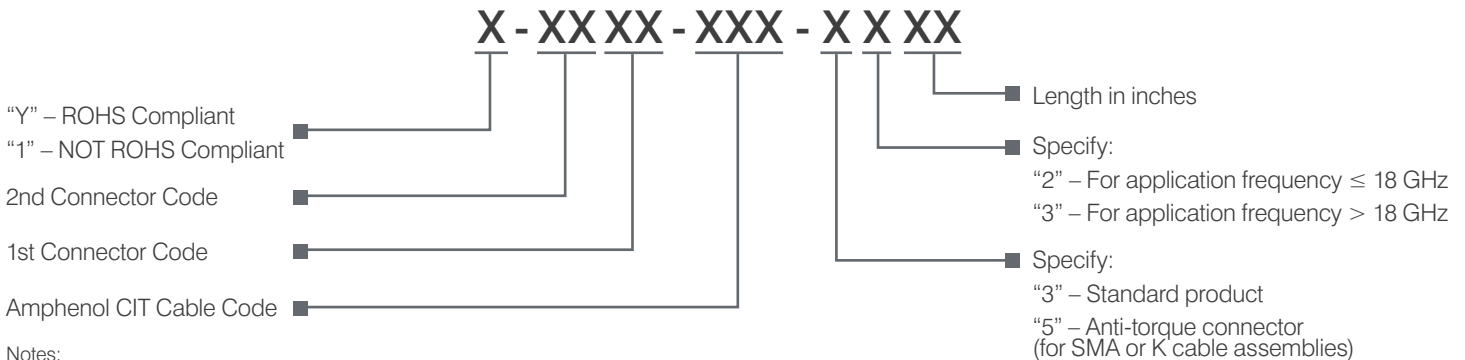 X - XX XX - XXX - X X XX
“Y” – ROHS Compliant
“1” – NOT ROHS Compliant
2nd Connector Code
1st Connector Code
Amphenol CIT Cable Code
Notes:
Length in inches
Specify:
“2” – For application frequency ≤ 18 GHz
“3” – For application frequency > 18 GHz
Specify:
“3” – Standard product
“5” – Anti-torque connector
(for SMA or K cable assemblies)